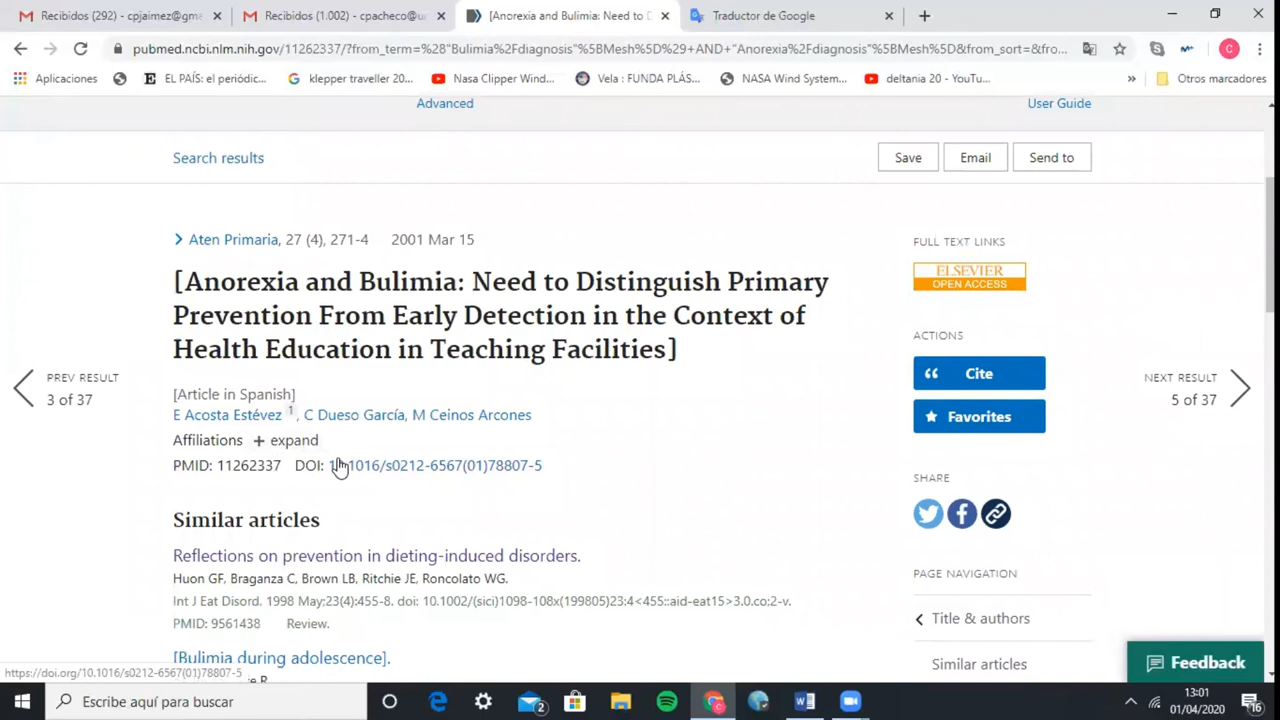 Recibidos (292) - cpjaimez@gma
Recibidos (1.002) - cpacheco@u
[Anorexia and Bulimia: Need to D
Traductor de Google
pubmed.ncbi.nlm.nih.gov/11262337/?from_term=%28"Bulimia%2Fdiagnosis"%5BMesh%5D%29+AND+"Anorexia%2Fdiagnosis"%5BMesh%5D&from_sort=&fro...
Aplicaciones
EL PAÍS: el periódic...
klepper traveller 20...
Nasa Clipper Win...
Vela : FUNDA PLÁS...
NASA Wind System...
deltania 20 - YouTu...
»
Otros marcadores
Advanced
User Guide
Search results
Save
Email
Send to
Aten Primaria, 27 (4), 271-4 2001 Mar 15
[Anorexia and Bulimia: Need to Distinguish Primary
Prevention From Early Detection in the Context of
Health Education in Teaching Facilities]
[Article in Spanish]
E Acosta Estévez 1, C Dueso García, M Ceinos Arcones
Affiliations + expand
PMID: 11262337 DOI: 10.1016/s0212-6567(01)78807-5
PREV RESULT
3 of 37
NEXT RESULT
5 of 37
FULL TEXT LINKS
ELSEVIER
OPEN ACCESS
ACTIONS
Cite
Favorites
SHARE
PAGE NAVIGATION
Title & authors
Similar articles
Similar articles
Reflections on prevention in dieting-induced disorders.
Huon GF, Braganza C, Brown LB, Ritchie JE, Roncolato WG.
Int J Eat Disord. 1998 May;23(4):455-8. doi: 10.1002/(sici)1098-108x(199805)23:4<455::aid-eat15>3.0.co;2-v.
PMID: 9561438 Review.
[Bulimia during adolescence].
https://doi.org/10.1016/s0212-6567(01)78807-5
Feedback
Escribe aquí para buscar
2
13:01
01/04/2020
16